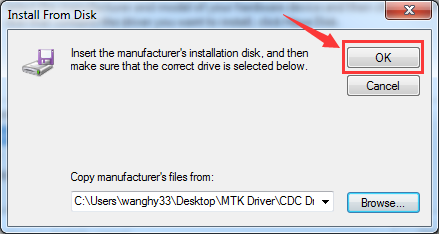 Install From Disk
Insert the manufacturer's installation disk, and then
make sure that the correct drive is selected below.
OK
Cancel
Copy manufacturer's files from:
C:\Users\wanghy33\Desktop\MTK Driver\CDC Dr
Browse...